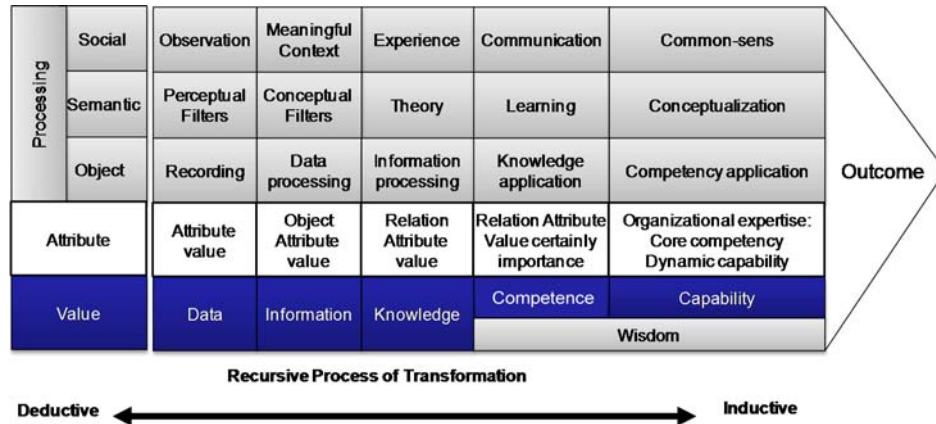 Processing
Social
Observation
Meaningful
Context
Experience
Communication
Common-sens
Semantic
Perceptual
Filters
Conceptual
Filters
Theory
Learning
Conceptualization
Object
Recording
Data
processing
Information
processing
Knowledge
application
Competency application
Outcome
Attribute
Attribute
value
Object
Attribute
value
Relation
Attribute
value
Relation Attribute
Value certainly
importance
Organizational expertise:
Core competency
Dynamic capability
Value
Data
Information
Knowledge
Competence
Capability
Wisdom
Recursive Process of Transformation
Deductive
Inductive